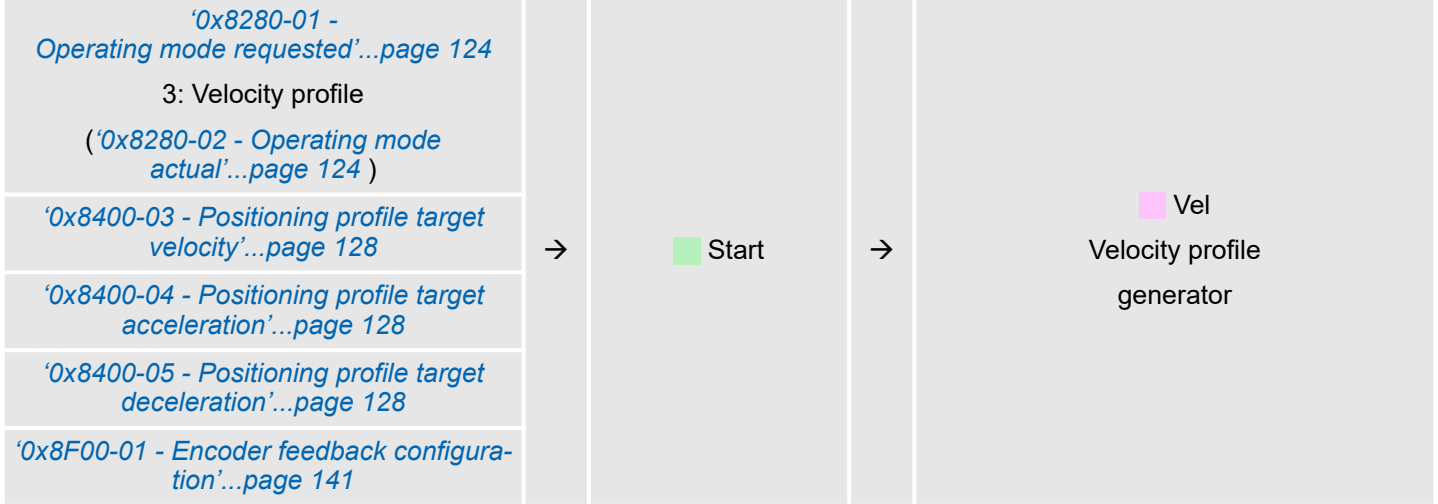 ‘0x8280-01 -
Operating mode requested’...page 124
3: Velocity profile
(‘0x8280-02 - Operating mode
actual’...page 124 )
‘0x8400-03 - Positioning profile target
velocity’...page 128
‘0x8400-04 - Positioning profile target
acceleration’...page 128
‘0x8400-05 - Positioning profile target
deceleration’...page 128
‘0x8F00-01 - Encoder feedback configura-
tion’...page 141
→
Start
→
Vel
Velocity profile
generator